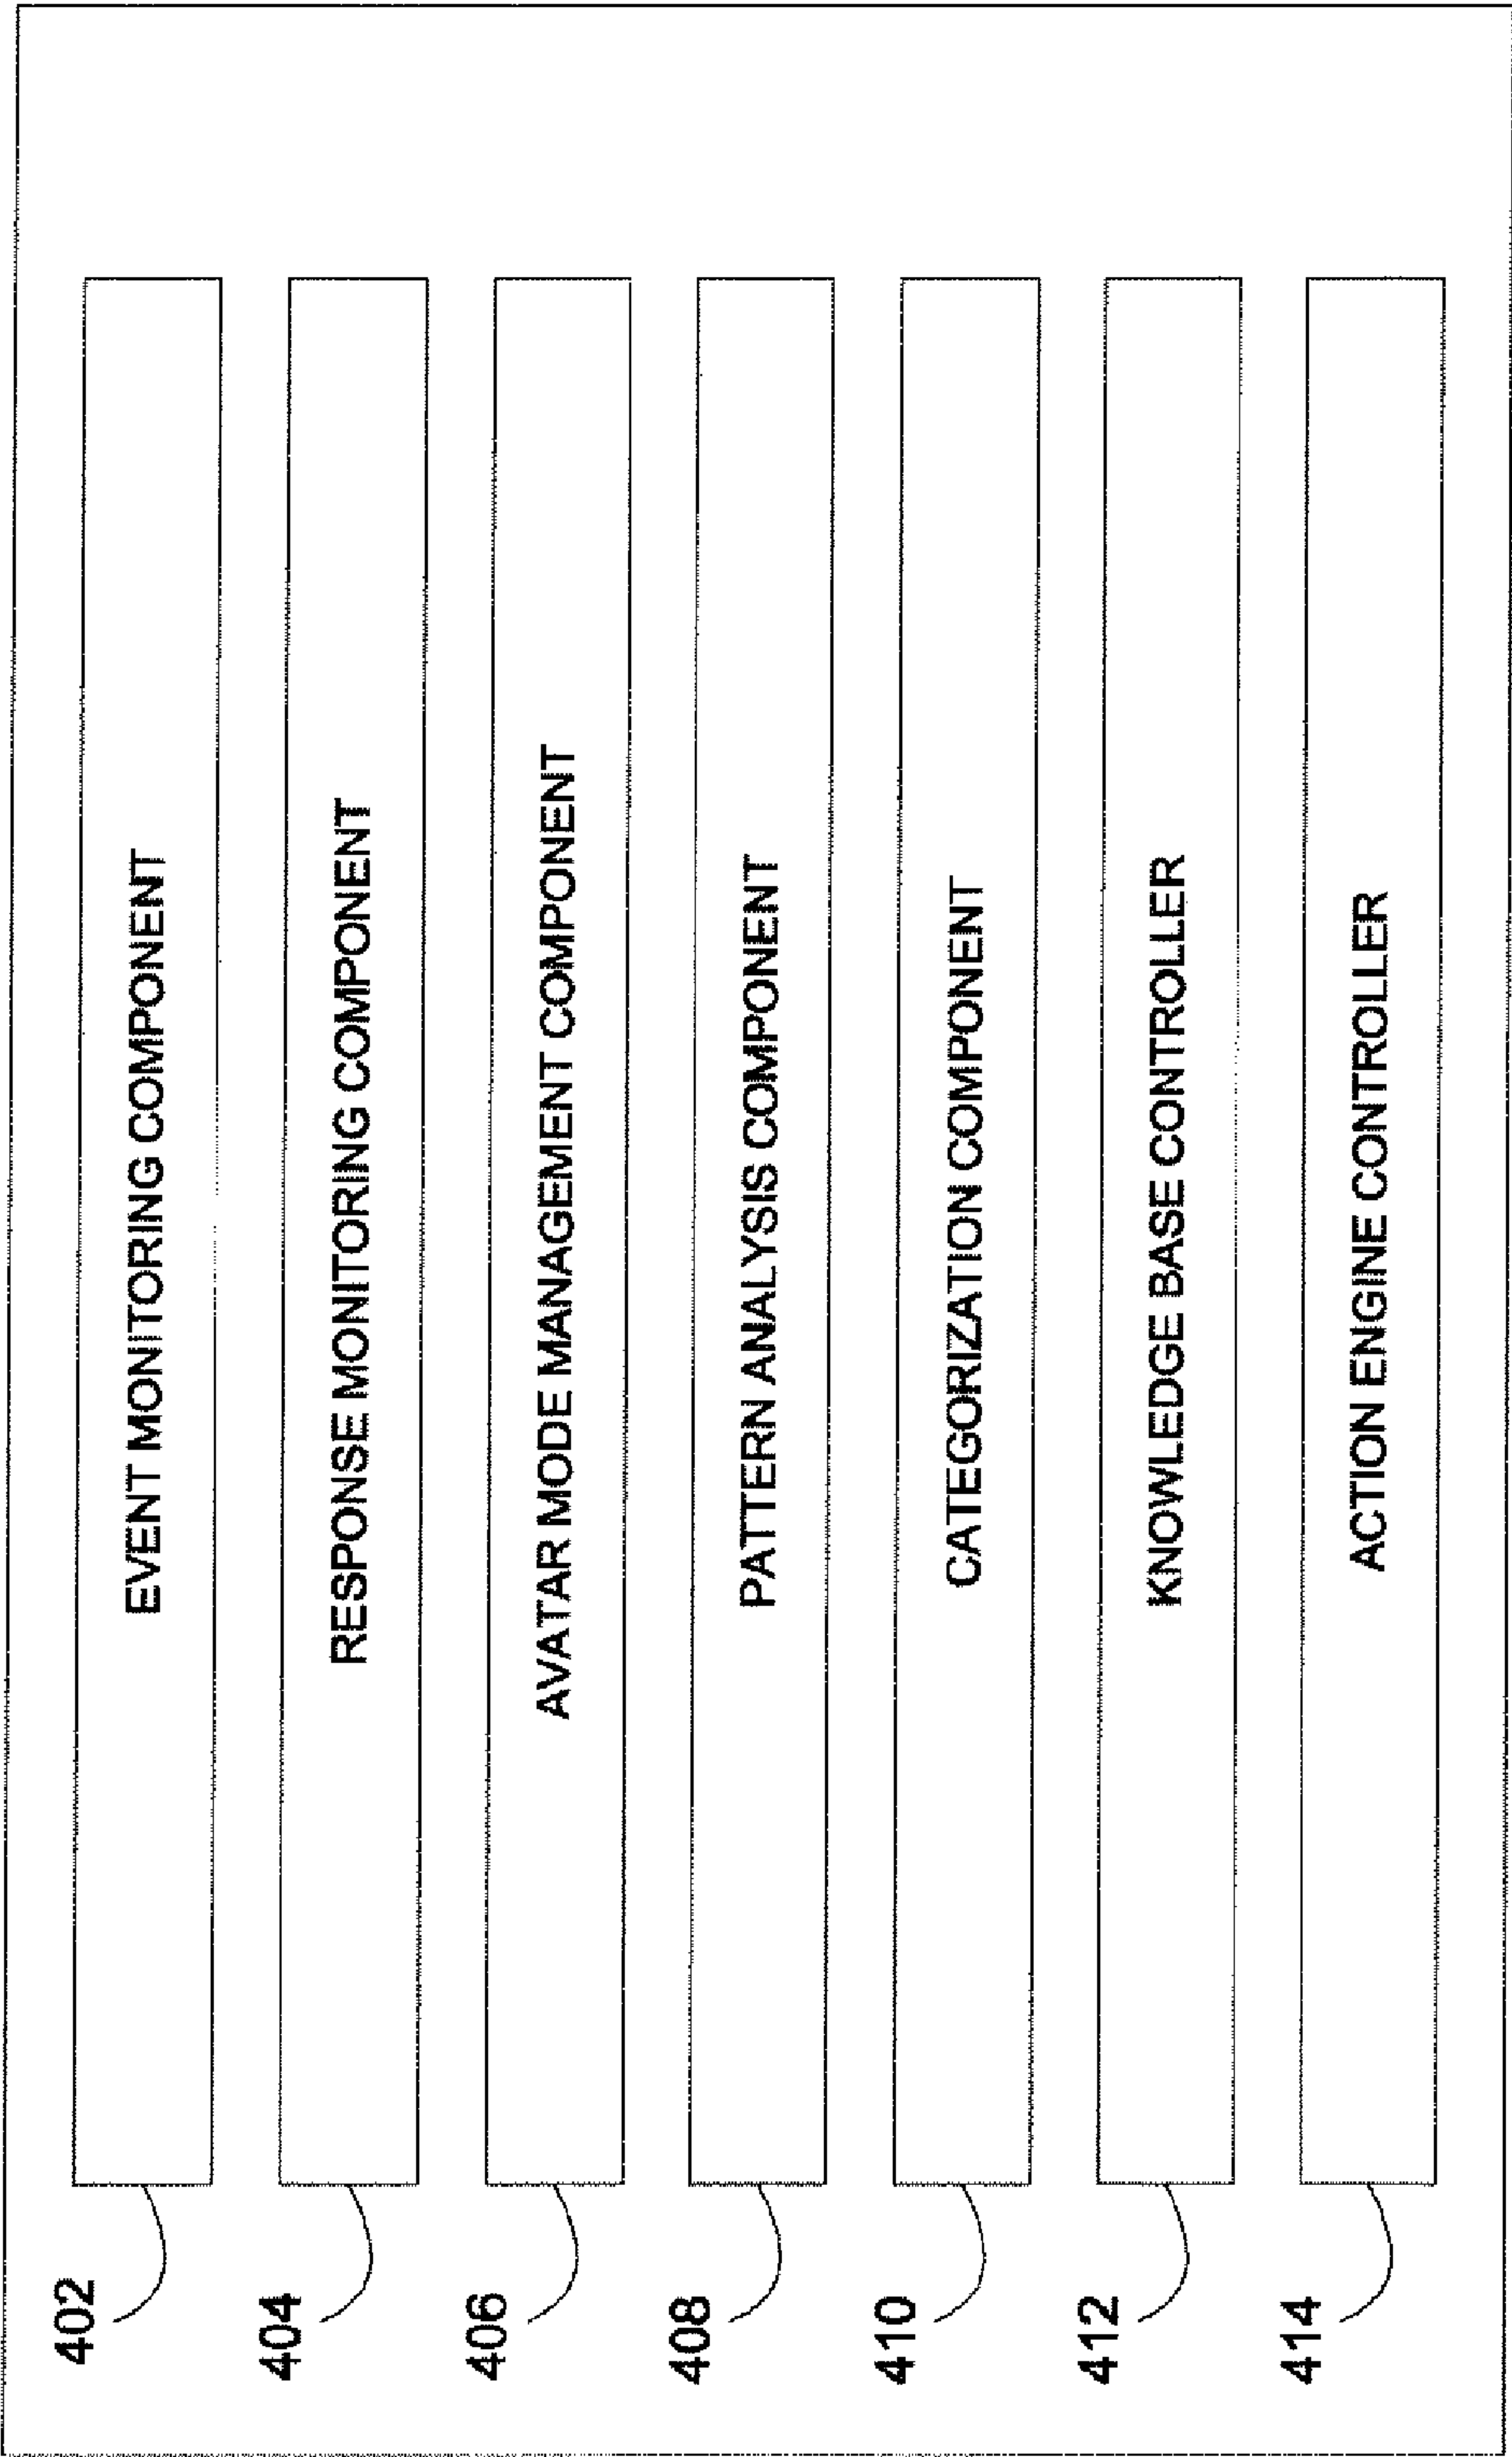 402 EVENT MONITORING COMPONENT
404 RESPONSE MONITORING COMPONENT
406 AVATAR MODE MANAGEMENT COMPONENT
408 PATTERN ANALYSIS COMPONENT
410 CATEGORIZATION COMPONENT
412 KNOWLEDGE BASE CONTROLLER
414 ACTION ENGINE CONTROLLER